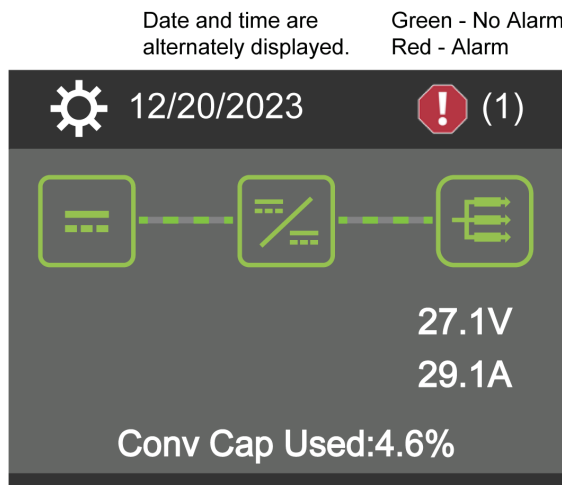 Date and time are
alternately displayed.
Green - No Alarm
Red - Alarm
12/20/2023
! (1)
27.1V
29.1A
Conv Cap Used:4.6%